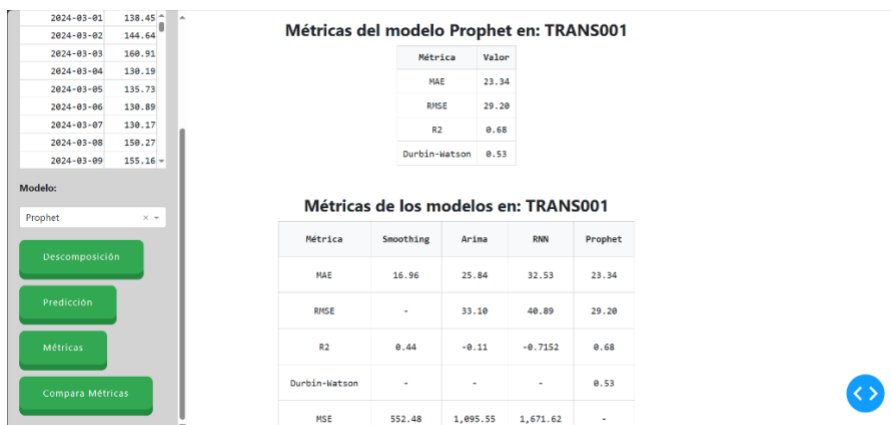 2024-03-01 138.45
2024-03-02 144.64
2024-03-03 160.91
2024-03-04 130.19
2024-03-05 135.73
2024-03-06 130.89
2024-03-07 130.17
2024-03-08 150.27
2024-03-09 155.16
Modelo:
Prophet
Descomposición
Predicción
Métricas
Compara Métricas
Métricas del modelo Prophet en: TRANS001
Métrica Valor
MAE 23.34
RMSE 29.20
R2 0.68
Durbin-Watson 0.53
Métricas de los modelos en: TRANS001
Métrica Smoothing Arima RNN Prophet
MAE 16.96 25.84 32.53 23.34
RMSE - 33.10 40.89 29.20
R2 0.44 -0.11 -0.7152 0.68
Durbin-Watson - - - 0.53
MSE 552.48 1,095.55 1,671.62 -